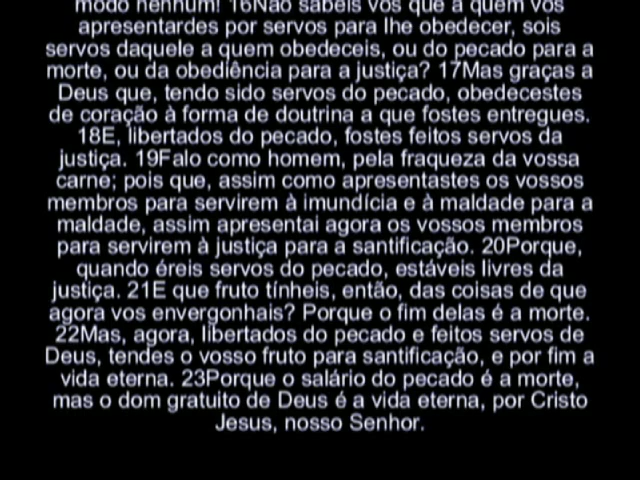 modo nenhum! 16Não sabeis vós que a quem vos
apresentardes por servos para lhe obedecer, sois
servos daquele a quem obedeceis, ou do pecado para a
morte, ou da obediência para a justiça? 17Mas graças a
Deus que, tendo sido servos do pecado, obedecestes
de coração à forma de doutrina a que fostes entregues.
18E, libertados do pecado, fostes feitos servos da
justiça. 19Falo como homem, pela fraqueza da vossa
carne; pois que, assim como apresentastes os vossos
membros para servirem à imundícia e à maldade para a
maldade, assim apresentai agora os vossos membros
para servirem à justiça para a santificação. 20Porque,
quando éreis servos do pecado, estáveis livres da
justiça. 21E que fruto tínheis, então, das coisas de que
agora vos envergonhais? Porque o fim delas é a morte.
22Mas, agora, libertados do pecado e feitos servos de
Deus, tendes o vosso fruto para santificação, e por fim a
vida eterna. 23Porque o salário do pecado é a morte,
mas o dom gratuito de Deus é a vida eterna, por Cristo
Jesus, nosso Senhor.